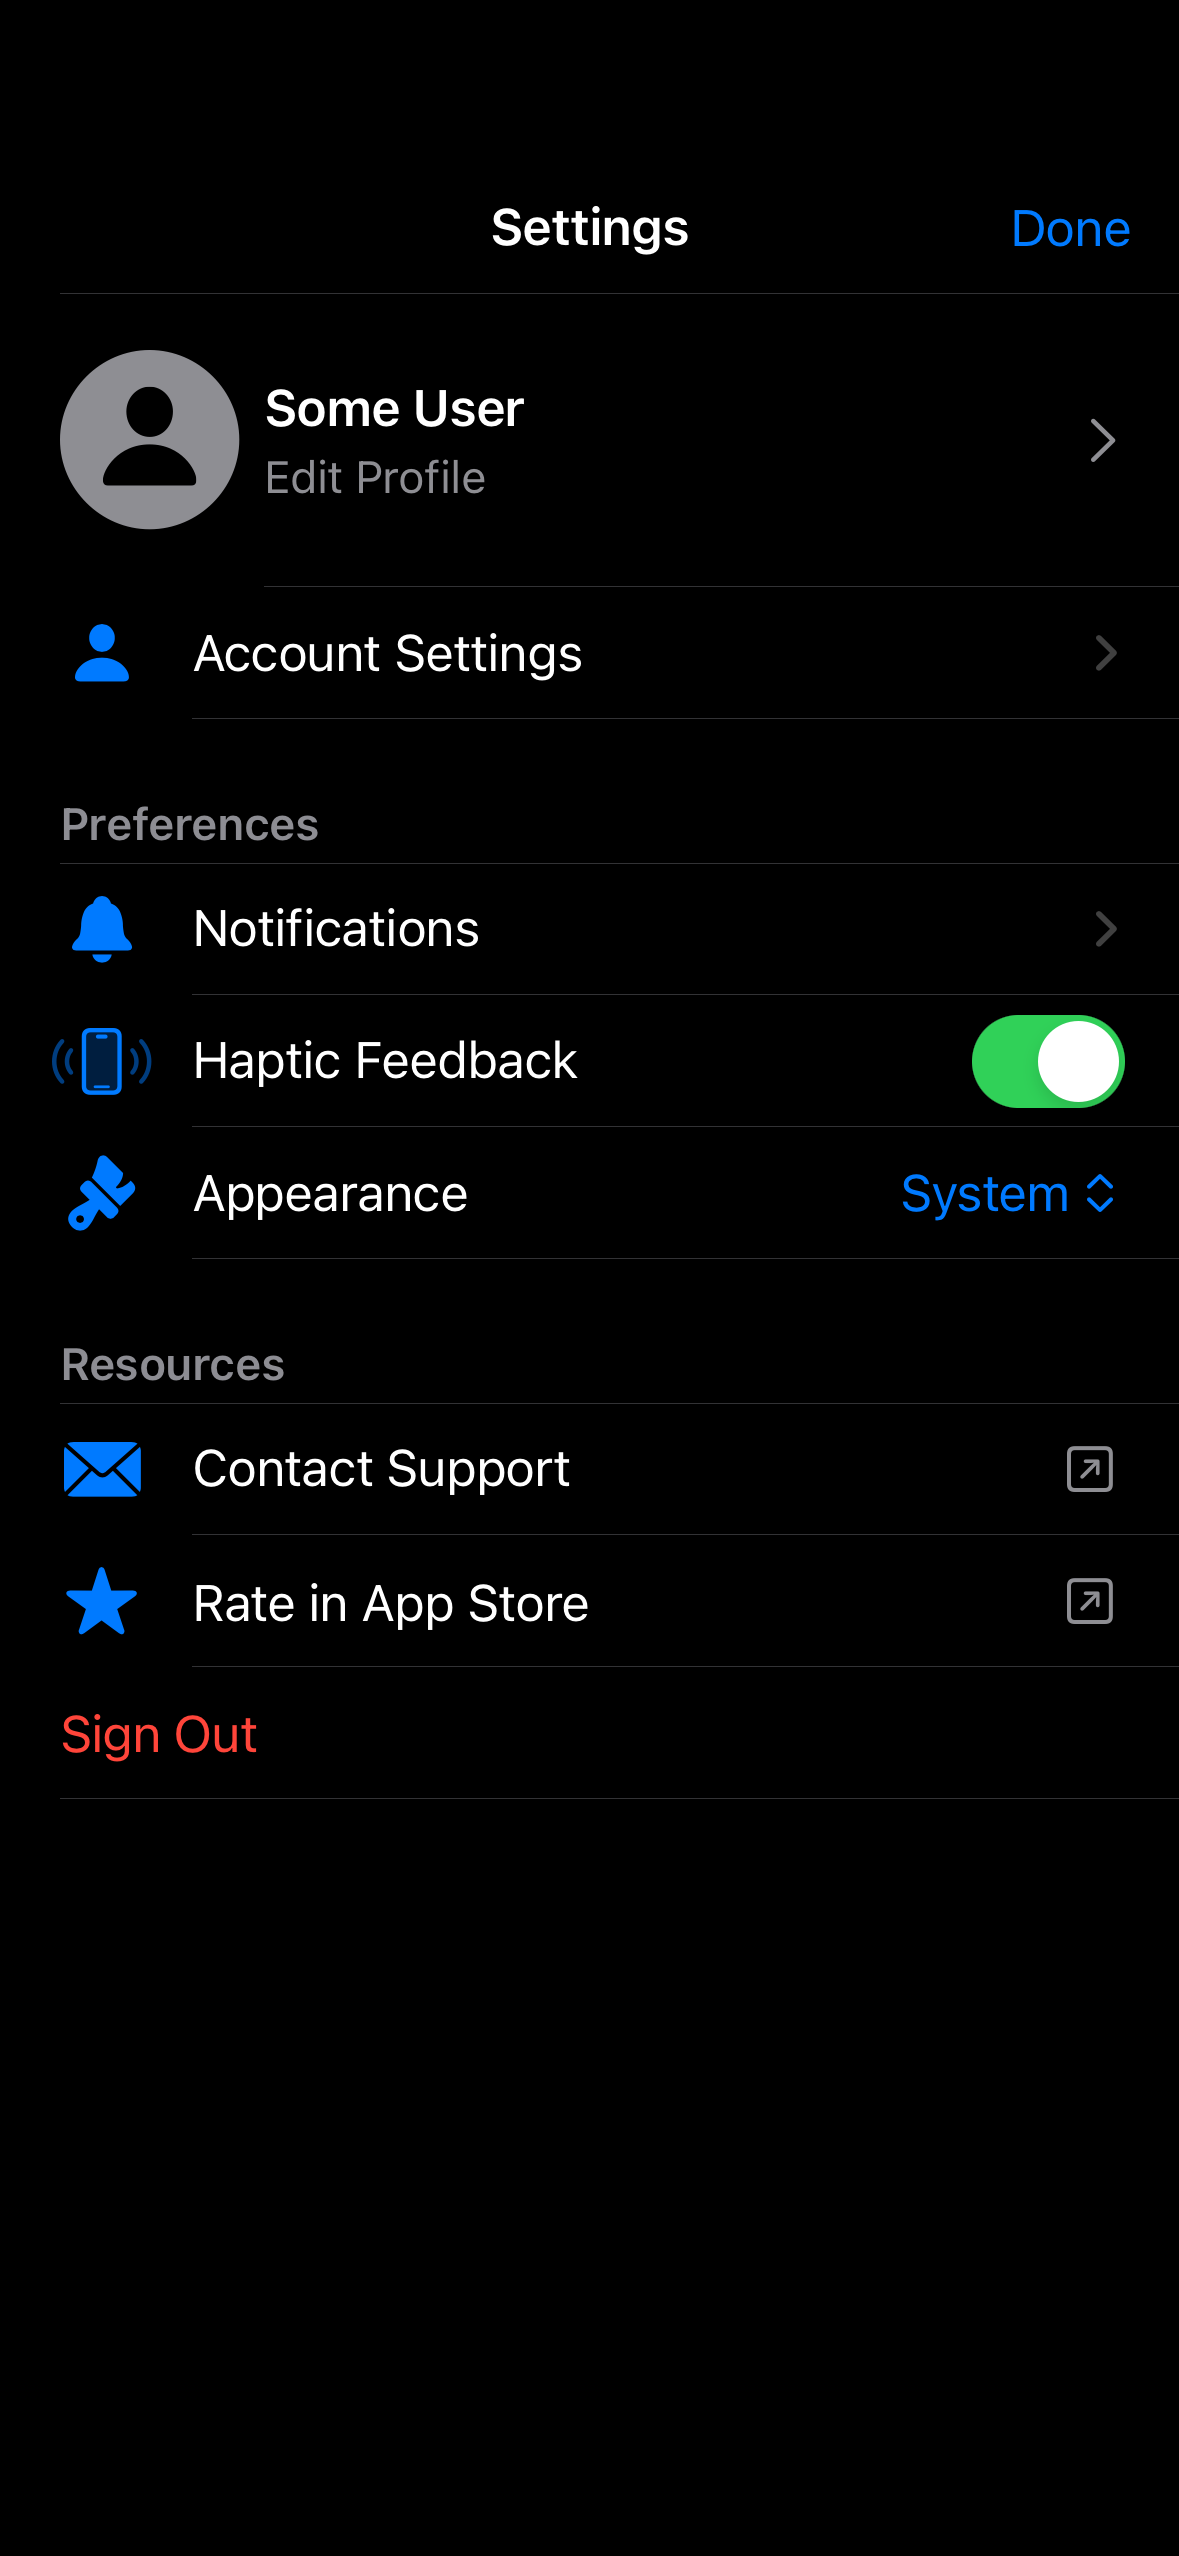 Settings
Done
Some User
Edit Profile
Account Settings
Preferences
Notifications
Haptic Feedback
Appearance
System
Resources
Contact Support
Rate in App Store
Sign Out